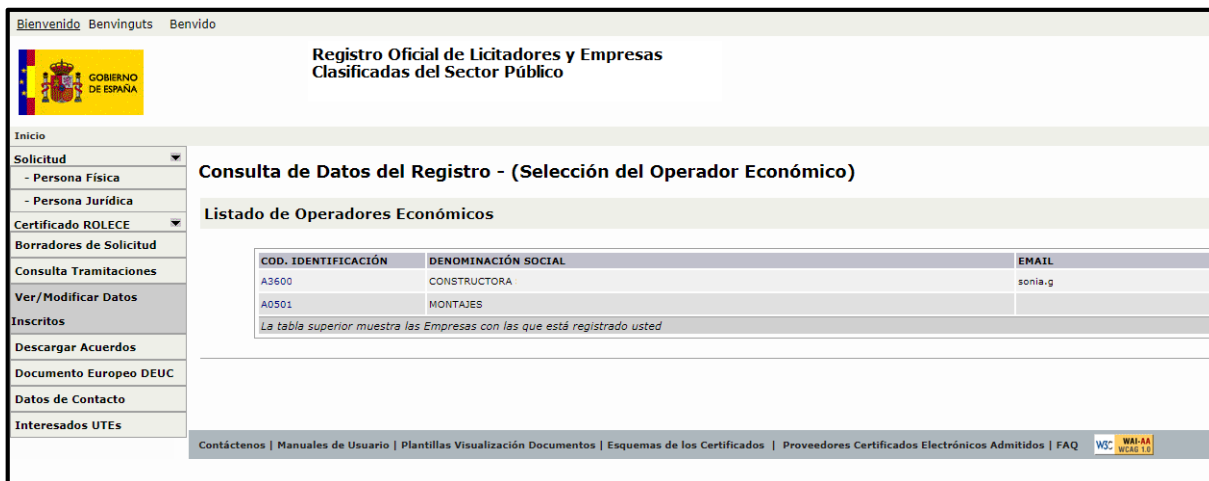 Bienvenido Benvinguts Benvido
GOBIERNO
DE ESPAÑA
Registro Oficial de Licitadores y Empresas
Clasificadas del Sector Público
Inicio
Solicitud
- Persona Física
- Persona Jurídica
Certificado ROLECE
Borradores de Solicitud
Consulta Tramitaciones
Ver/Modificar Datos
Inscritos
Descargar Acuerdos
Documento Europeo DEUC
Datos de Contacto
Interesados UTEs
Consulta de Datos del Registro - (Selección del Operador Económico)
Listado de Operadores Económicos
COD. IDENTIFICACIÓN DENOMINACIÓN SOCIAL EMAIL
A3600 CONSTRUCTORA sonia.g
A0501 MONTAJES
La tabla superior muestra las Empresas con las que está registrado usted
Contáctenos | Manuales de Usuario | Plantillas Visualización Documentos | Esquemas de los Certificados | Proveedores Certificados Electrónicos Admitidos | FAQ W3C WAI-AA
WCAG 1.0